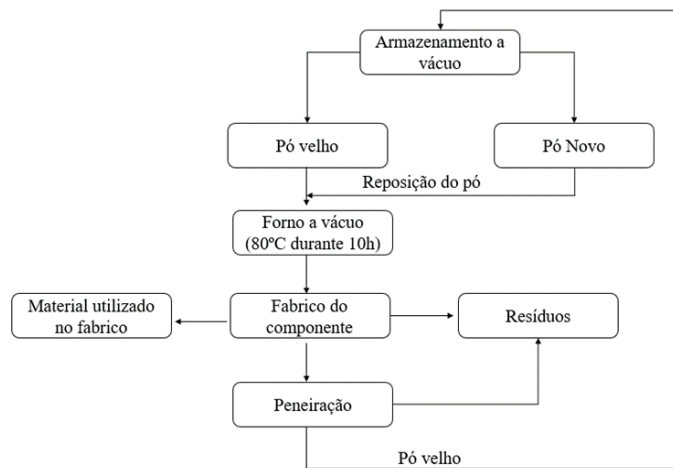 Armazenamento a
vácuo
Pó velho
Pó Novo
Reposição do pó
Forno a vácuo
(80ºC durante 10h)
Material utilizado
no fabrico
Fabrico do
componente
Resíduos
Peneiração
Pó velho